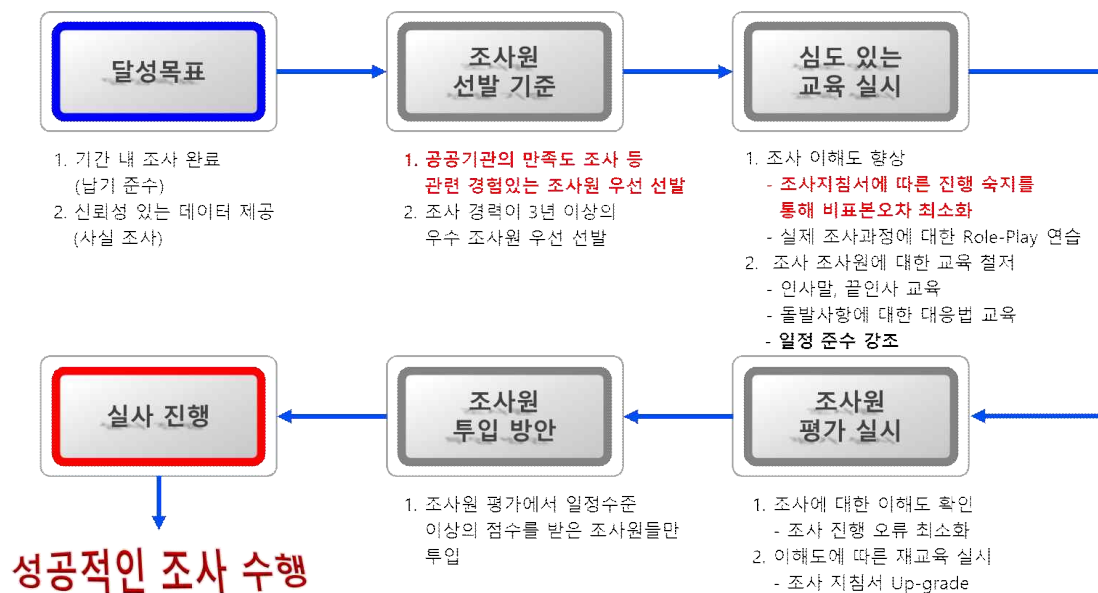 달성목표
1. 기간 내 조사 완료
(납기 준수)
2. 신뢰성 있는 데이터 제공
(사실 조사)
조사원
선발 기준
1. 공공기관의 만족도 조사 등
관련 경험있는 조사원 우선 선발
2. 조사 경력이 3년 이상의
우수 조사원 우선 선발
심도 있는
교육 실시
1. 조사 이해도 향상
- 조사지침서에 따른 진행 숙지를
통해 비표본오차 최소화
- 실제 조사과정에 대한 Role-Play 연습
2. 조사 조사원에 대한 교육 철저
- 인사말, 끝인사 교육
- 돌발사항에 대한 대응법 교육
- 일정 준수 강조
조사원
평가 실시
1. 조사에 대한 이해도 확인
- 조사 진행 오류 최소화
2. 이해도에 따른 재교육 실시
- 조사 지침서 Up-grade
조사원
투입 방안
1. 조사원 평가에서 일정수준
이상의 점수를 받은 조사원들만
투입
실사 진행
성공적인 조사 수행